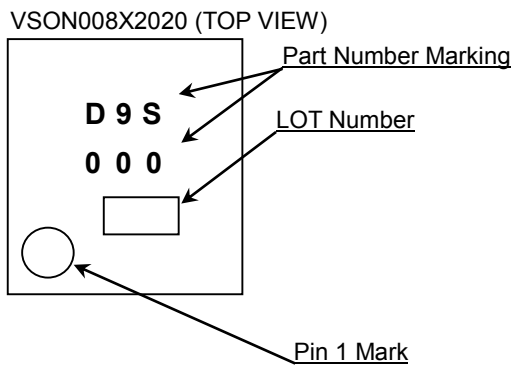 VSON008X2020 (TOP VIEW)
Part Number Marking
D 9 S
LOT Number
0 0 0
Pin 1 Mark